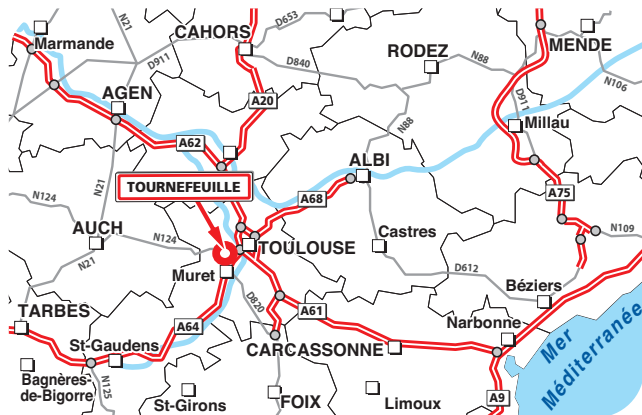 N21
D653
Marmande
CAHORS
MENDE
D911
D840
RODEZ
N88
N106
AGEN
A20
D911
N88
Millau
A62
ALBI
TOURNEFEUILLE
A68
A75
N21
N124
AUCH
N124
TOULOUSE
Castres
N109
N21
Muret
D612
Béziers
D820
A61
TARBES
A64
Narbonne
St-Gaudens
CARCASSONNE
Mer
Méditerranée
Bagnères-
de-Bigorre
N125
St-Girons
FOIX
Limoux
A9